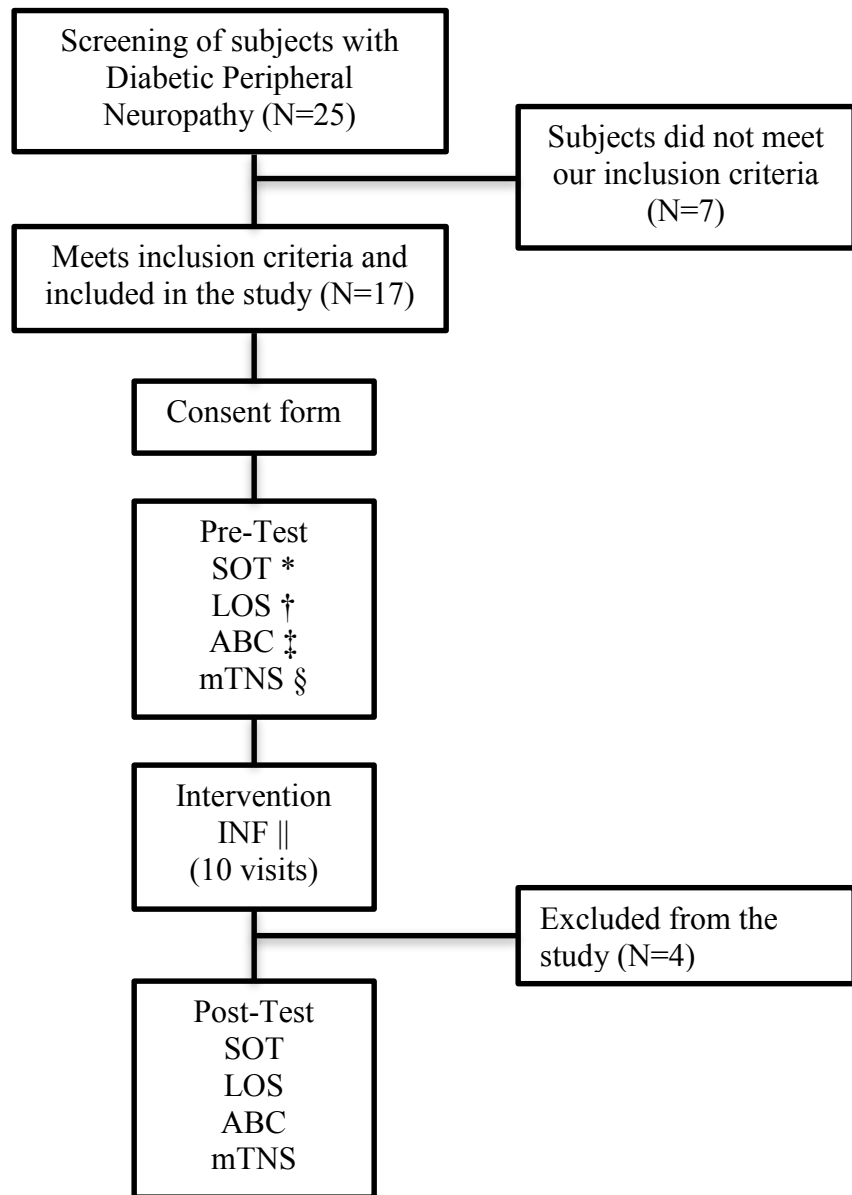 Screening of subjects with
Diabetic Peripheral
Neuropathy (N=25)
Subjects did not meet
our inclusion criteria
(N=7)
Meets inclusion criteria and
included in the study (N=17)
Consent form
Pre-Test
SOT *
LOS †
ABC ‡
mTNS §
Intervention
INF ||
(10 visits)
Excluded from the
study (N=4)
Post-Test
SOT
LOS
ABC
mTNS